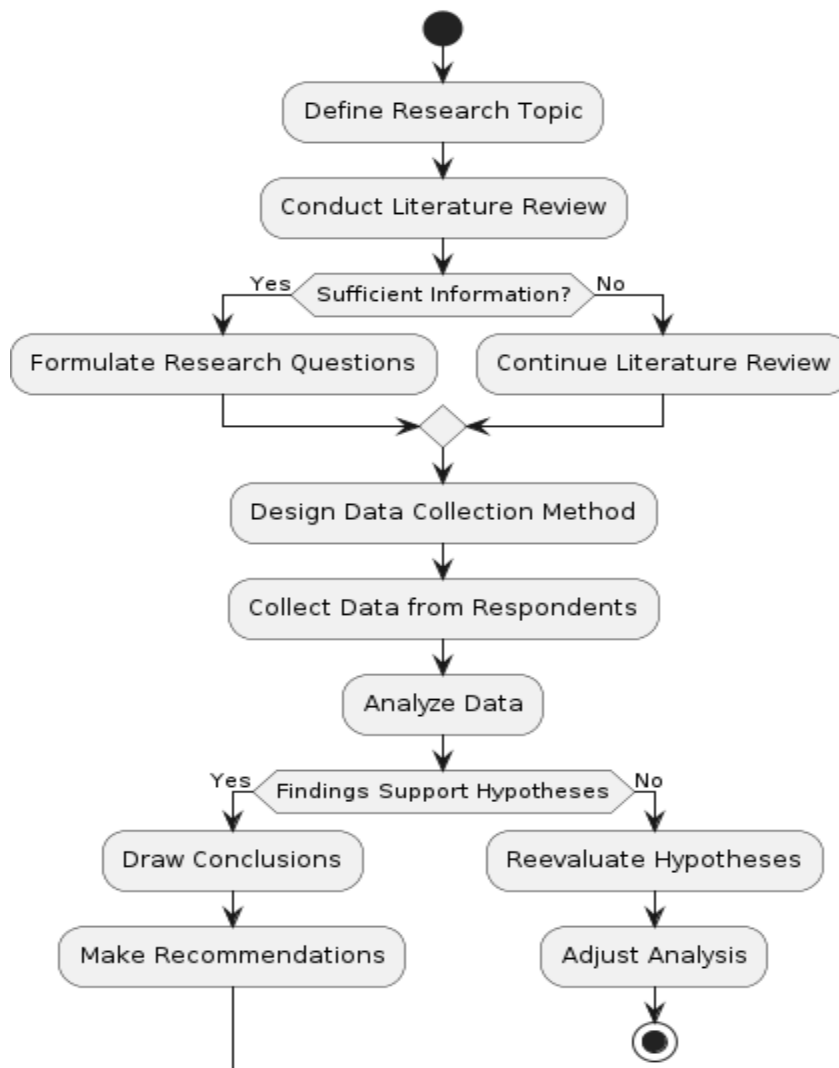 Define Research Topic
Conduct Literature Review
Yes
Sufficient Information?
No
Formulate Research Questions
Continue Literature Review
Design Data Collection Method
Collect Data from Respondents
Analyze Data
Yes
Findings Support Hypotheses
No
Draw Conclusions
Reevaluate Hypotheses
Make Recommendations
Adjust Analysis